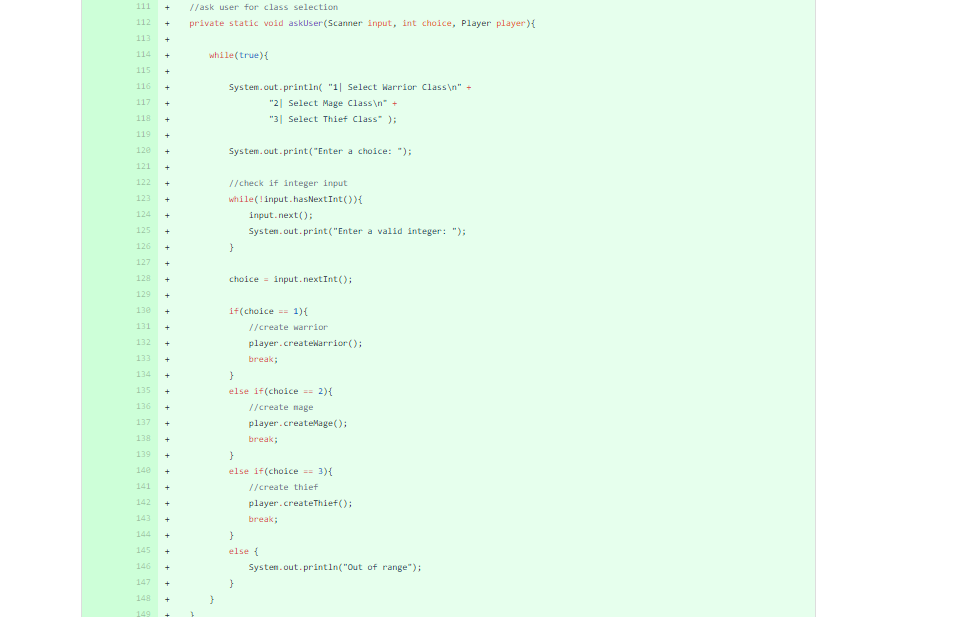 111 + //ask user for class selection
112 + private static void askUser(Scanner input, int choice, Player player){
113 +
114 + while(true){
115 +
116 + System.out.println( "1| Select Warrior Class\n" +
117 + "2| Select Mage Class\n" +
118 + "3| Select Thief Class" );
119 +
120 + System.out.print("Enter a choice: ");
121 +
122 + //check if integer input
123 + while(!input.hasNextInt()){
124 + input.next();
125 + System.out.print("Enter a valid integer: ");
126 + }
127 +
128 + choice = input.nextInt();
129 +
130 + if(choice == 1){
131 + //create warrior
132 + player.createWarrior();
133 + break;
134 + }
135 + else if(choice == 2){
136 + //create mage
137 + player.createMage();
138 + break;
139 + }
140 + else if(choice == 3){
141 + //create thief
142 + player.createThief();
143 + break;
144 + }
145 + else {
146 + System.out.println("Out of range");
147 + }
148 + }
149 + }